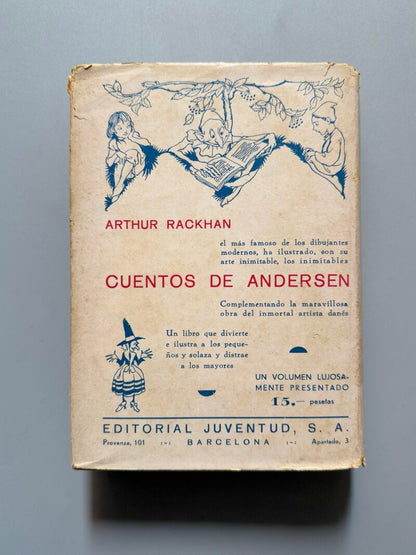 ARTHUR RACKHAN
el más famoso de los dibujantes
modernos, ha ilustrado, con su
arte inimitable, los inimitables
CUENTOS DE ANDERSEN
Complementando la maravillosa
obra del inmortal artista danés
Un libro que divierte
e ilustra a los peque-
ños y solaza y distrae
a los mayores
UN VOLUMEN LUJOSA-
MENTE PRESENTADO
15.— pesetas
EDITORIAL JUVENTUD, S. A.
Provenza, 101 :-: BARCELONA :-: Apartado, 3